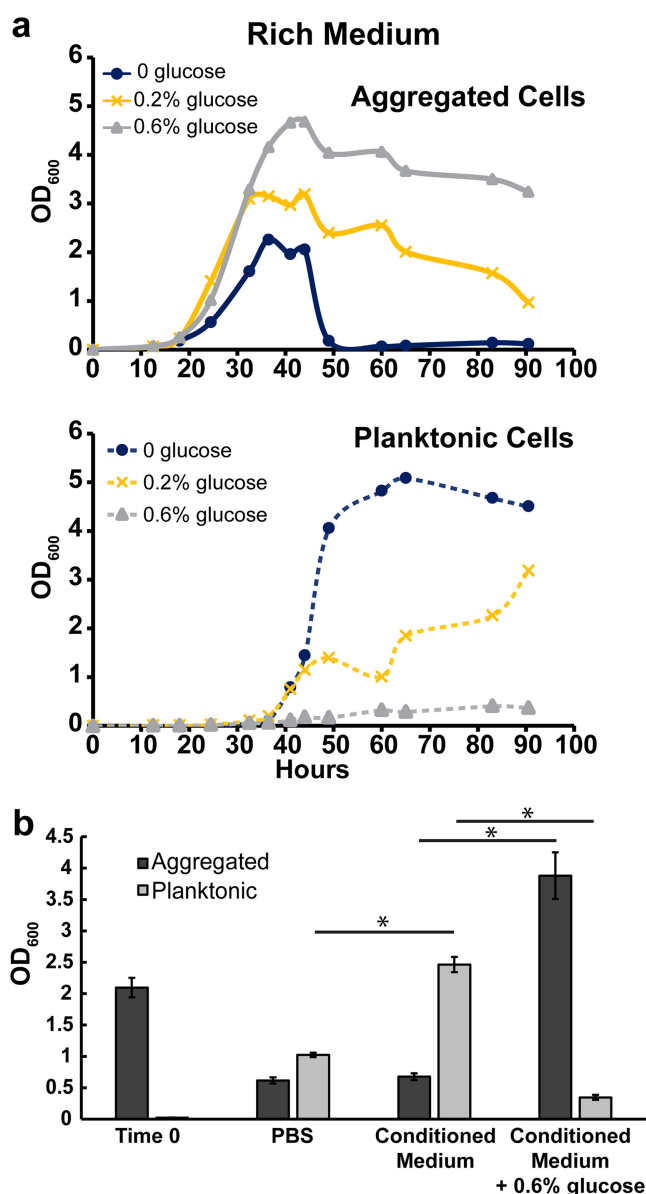 a
Rich Medium
Aggregated Cells
0 glucose
0.2% glucose
0.6% glucose
OD600
6
5
4
3
2
1
0
0 10 20 30 40 50 60 70 80 90 100
Planktonic Cells
0 glucose
0.2% glucose
0.6% glucose
OD600
6
5
4
3
2
1
0
0 10 20 30 40 50 60 70 80 90 100
Hours
b
Aggregated
Planktonic
* * *
OD600
4.5
4
3.5
3
2.5
2
1.5
1
0.5
0
Time 0
PBS
Conditioned
Medium
Conditioned
Medium
+ 0.6% glucose